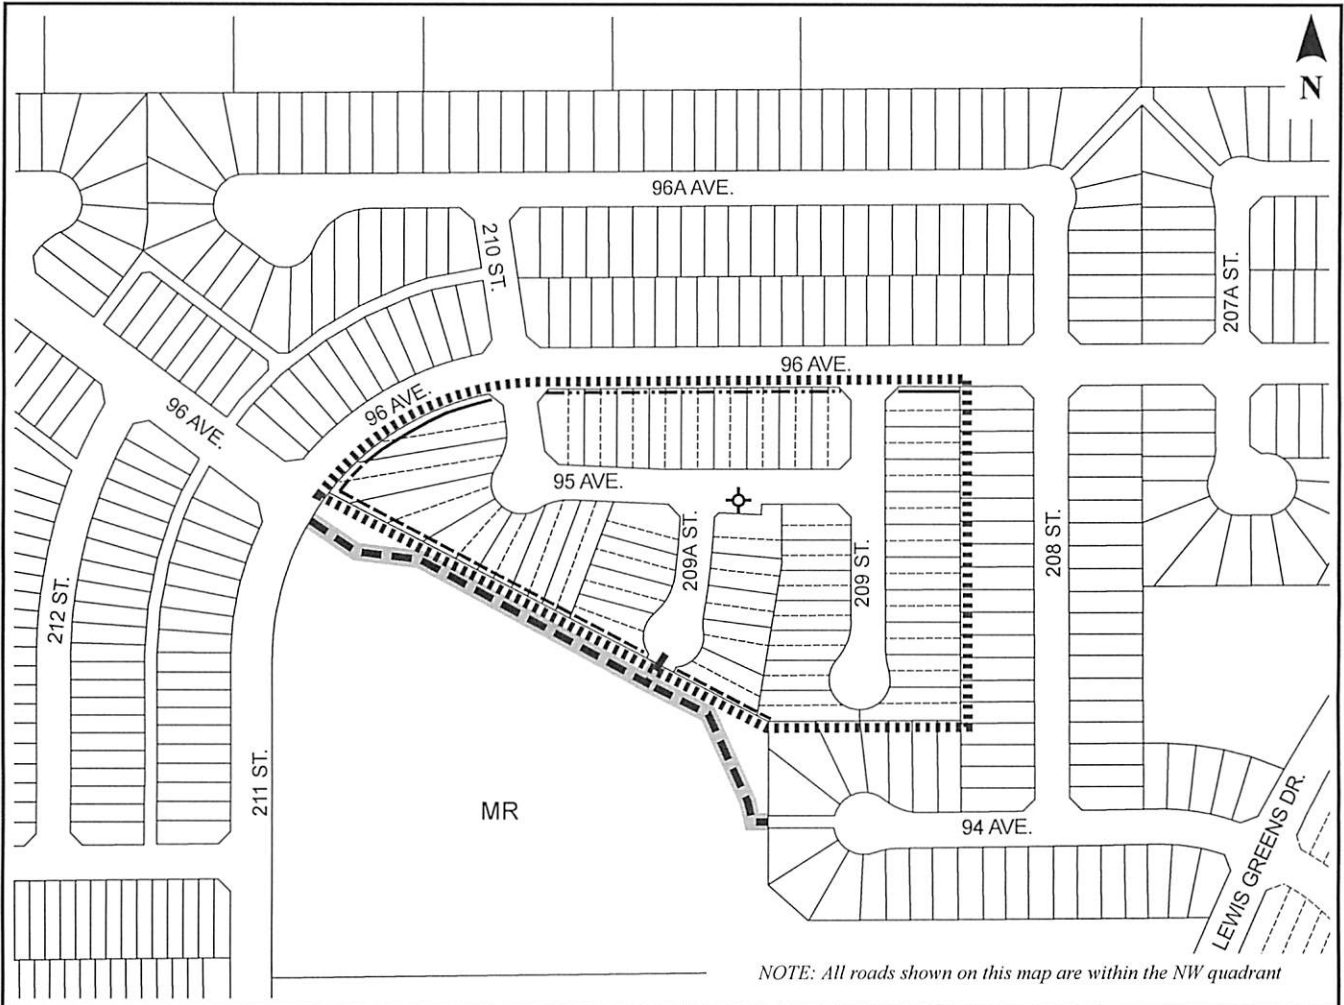 N
96A AVE.
210 ST.
207A ST.
96 AVE.
96 AVE.
96 AVE.
95 AVE.
209A ST.
209 ST.
208 ST.
212 ST.
211 ST.
MR
94 AVE.
LEWIS GREENS DR.
NOTE: All roads shown on this map are within the NW quadrant